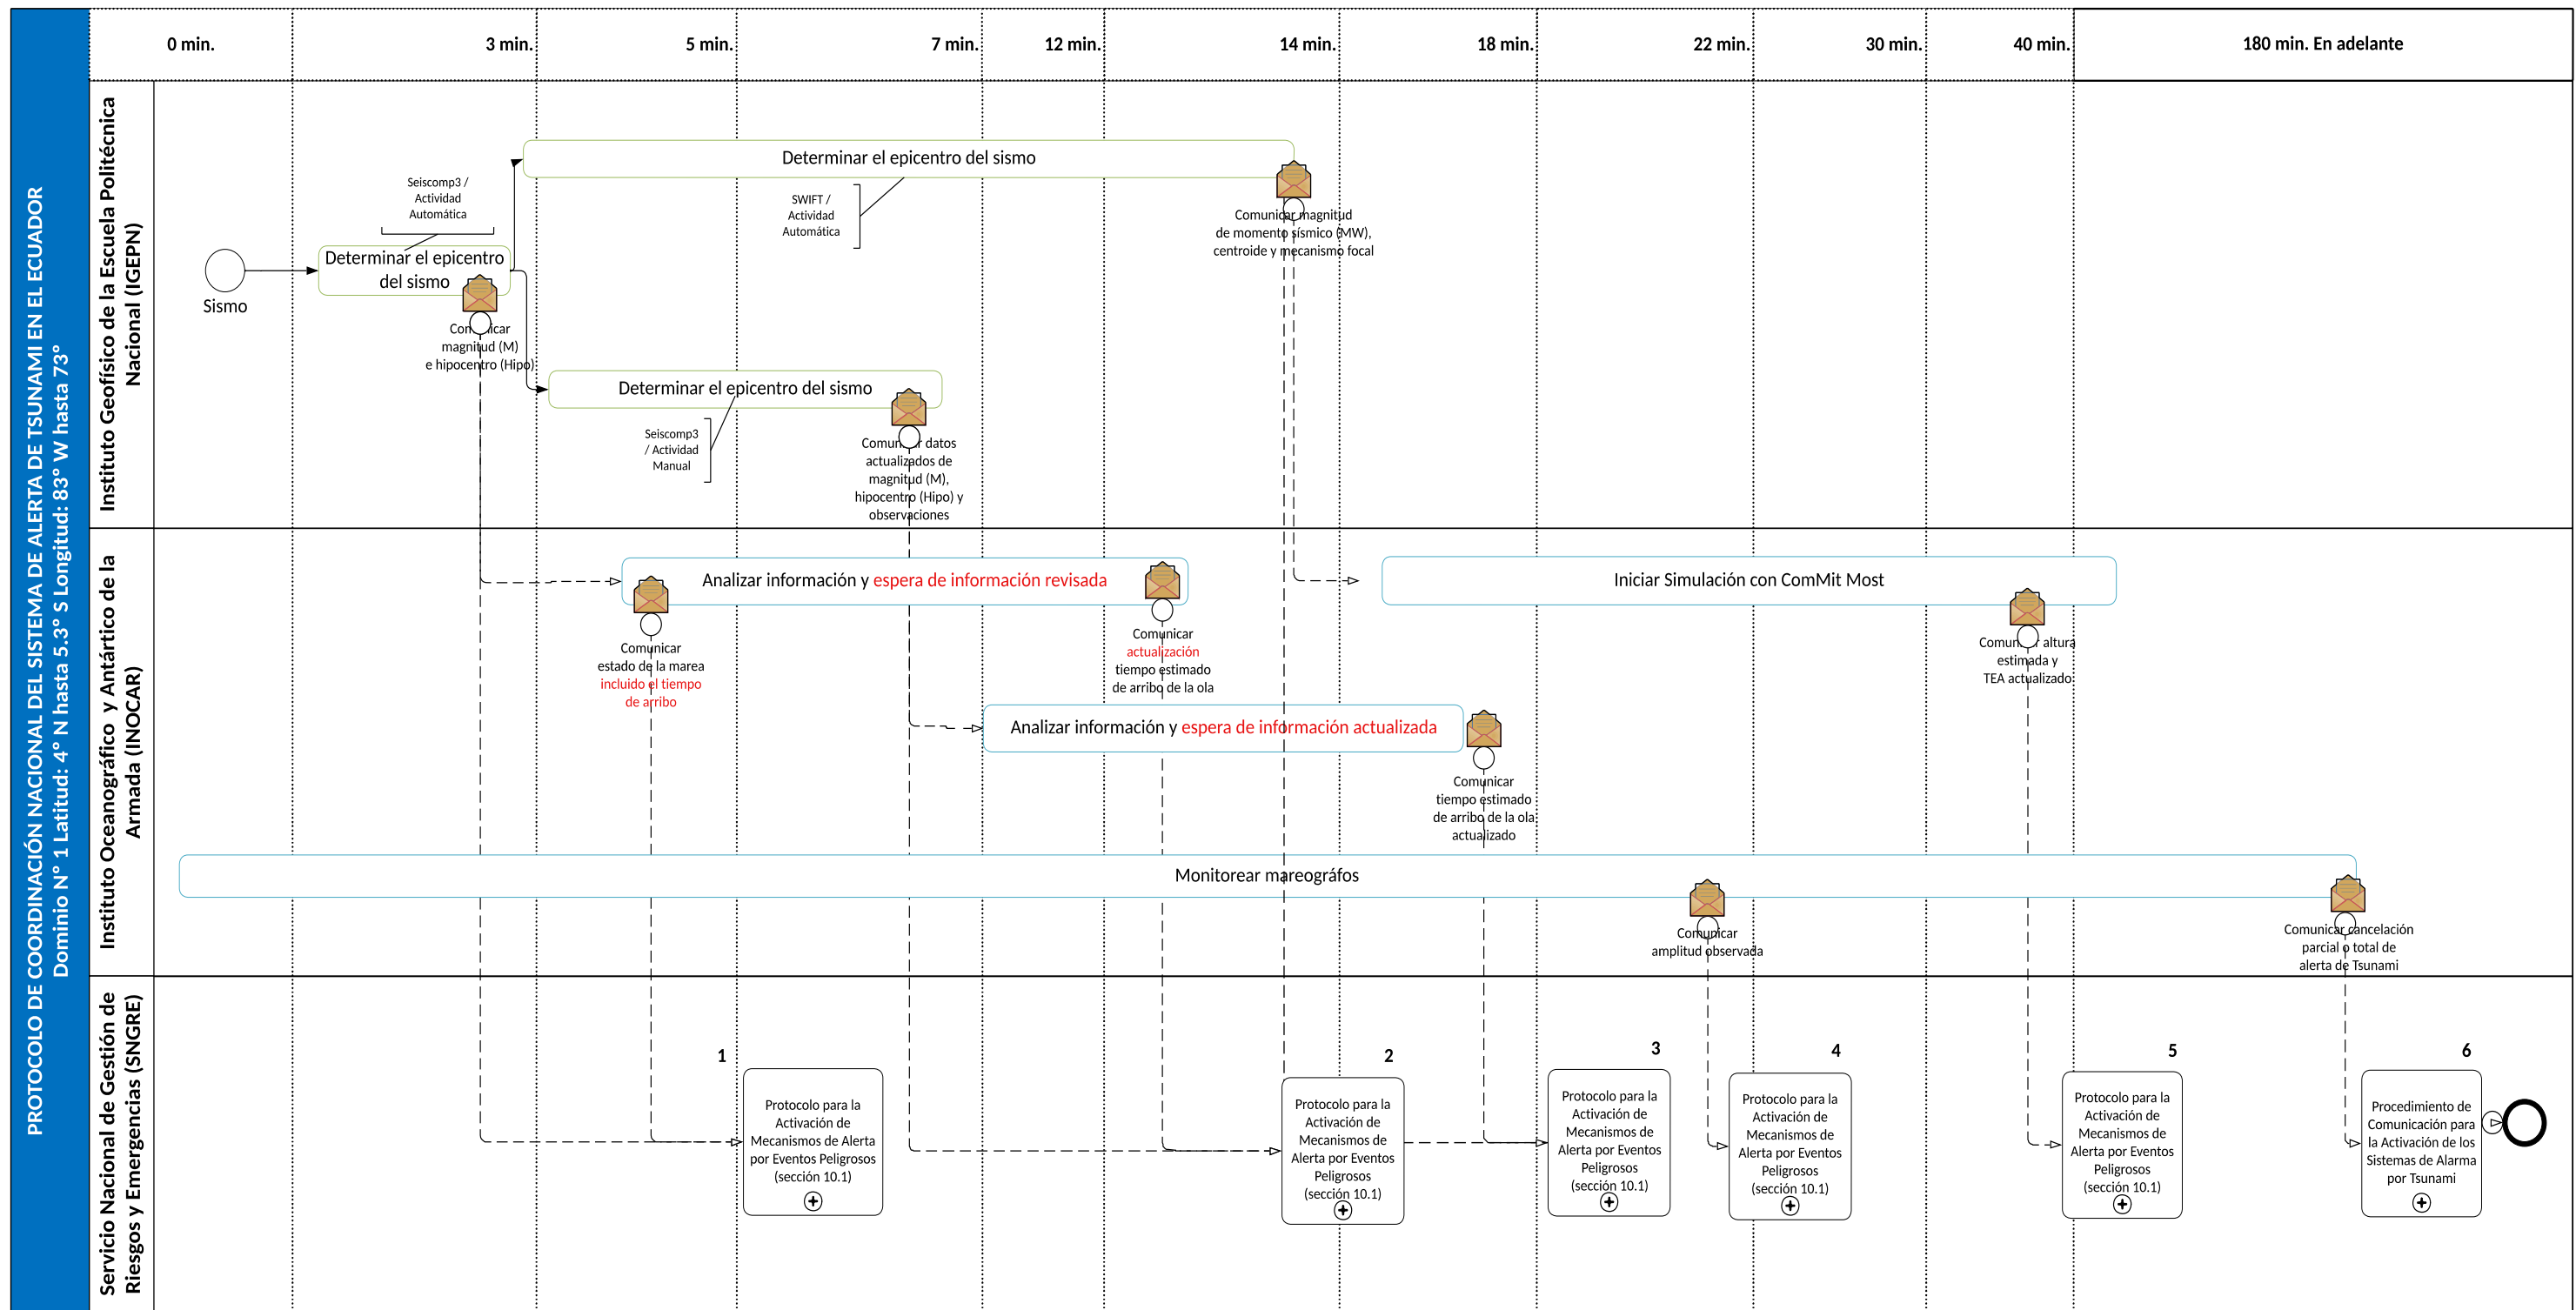 PROTOCOLO DE COORDINACIÓN NACIONAL DEL SISTEMA DE ALERTA DE TSUNAMI EN EL ECUADOR
Dominio N° 1 Latitud: 4° N hasta 5.3° S Longitud: 83° W hasta 73°
0 min.
3 min.
5 min.
7 min.
12 min.
14 min.
18 min.
22 min.
30 min.
40 min.
180 min. En adelante
Instituto Geofísico de la Escuela Politécnica
Nacional (IGEPN)
Determinar el epicentro del sismo
Seiscomp3 /
Actividad
Automática
SWIFT /
Actividad
Automática
Comunicar magnitud
de momento sísmico (MW),
centroide y mecanismo focal
Determinar el epicentro
del sismo
Sismo
Comunicar
magnitud (M)
e hipocentro (Hipo)
Determinar el epicentro del sismo
Seiscomp3
/ Actividad
Manual
Comunicar datos
actualizados de
magnitud (M),
hipocentro (Hipo) y
observaciones
Instituto Oceanográfico y Antártico de la
Armada (INOCAR)
Analizar información y espera de información revisada
Iniciar Simulación con ComMit Most
Comunicar
estado de la marea
incluido el tiempo
de arribo
Comunicar
actualización
tiempo estimado
de arribo de la ola
Comunicar altura
estimada y
TEA actualizado
Analizar información y espera de información actualizada
Comunicar
tiempo estimado
de arribo de la ola
actualizado
Monitorear mareográfos
Comunicar
amplitud observada
Comunicar cancelación
parcial o total de
alerta de Tsunami
Servicio Nacional de Gestión de
Riesgos y Emergencias (SNGRE)
1
Protocolo para la
Activación de
Mecanismos de Alerta
por Eventos Peligrosos
(sección 10.1)
2
Protocolo para la
Activación de
Mecanismos de
Alerta por Eventos
Peligrosos
(sección 10.1)
3
Protocolo para la
Activación de
Mecanismos de
Alerta por Eventos
Peligrosos
(sección 10.1)
4
Protocolo para la
Activación de
Mecanismos de
Alerta por Eventos
Peligrosos
(sección 10.1)
5
Protocolo para la
Activación de
Mecanismos de
Alerta por Eventos
Peligrosos
(sección 10.1)
6
Procedimiento de
Comunicación para
la Activación de los
Sistemas de Alarma
por Tsunami